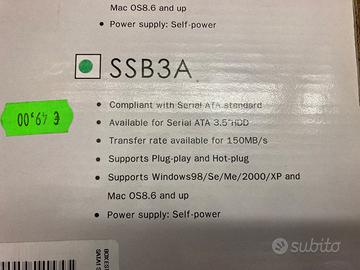 Mac OS8.6 and up
• Power supply: Self-power
SSB3A
• Compliant with Serial ATA standard
• Available for Serial ATA 3.5"HDD
• Transfer rate available for 150MB/s
• Supports Plug-play and Hot-plug
• Supports Windows98/Se/Me/2000/XP and
Mac OS8.6 and up
• Power supply: Self-power
€ 49,00
subito